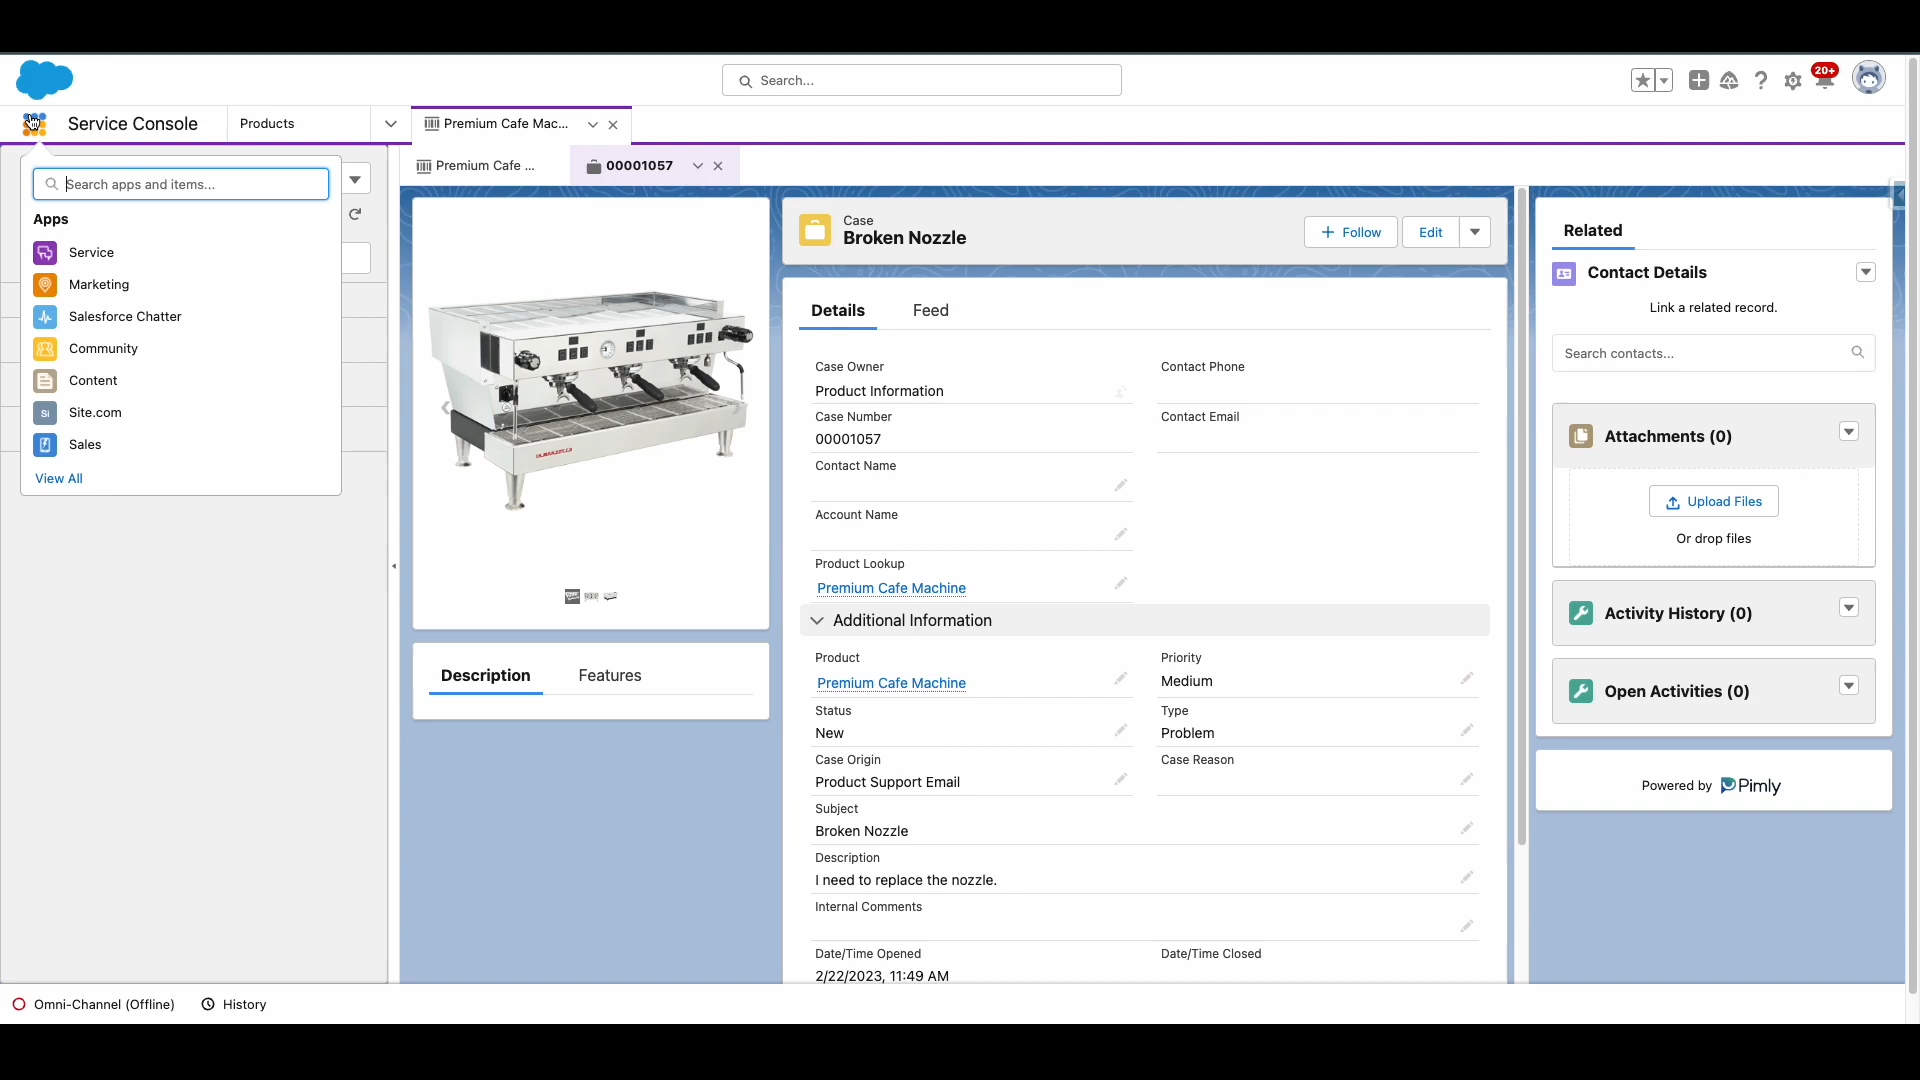 Search...
20+
Service Console
Products
Premium Cafe Mac...
Premium Cafe ...
00001057
Search apps and items...
Apps
Service
Marketing
Salesforce Chatter
Community
Content
Si
Site.com
Sales
View All
Description
Features
Case
Broken Nozzle
Follow
Edit
Details
Feed
Case Owner
Product Information
Contact Phone
Case Number
00001057
Contact Email
Contact Name
Account Name
Product Lookup
Premium Cafe Machine
Additional Information
Product
Premium Cafe Machine
Priority
Medium
Status
New
Type
Problem
Case Origin
Product Support Email
Case Reason
Subject
Broken Nozzle
Description
I need to replace the nozzle.
Internal Comments
Date/Time Opened
2/22/2023, 11:49 AM
Date/Time Closed
Related
Contact Details
Link a related record.
Search contacts...
Attachments (0)
Upload Files
Or drop files
Activity History (0)
Open Activities (0)
Powered by Pimly
Omni-Channel (Offline)
History